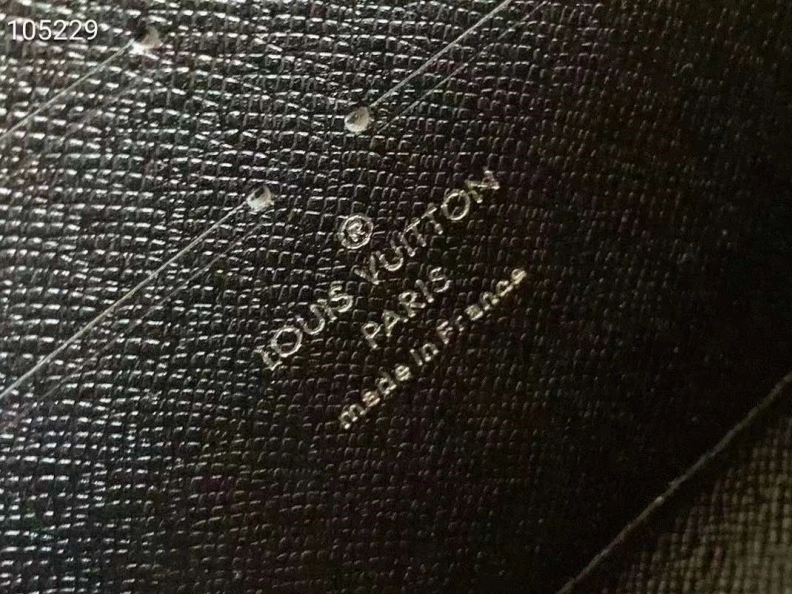 105229
®
LOUIS VUITTON
PARIS
made in France